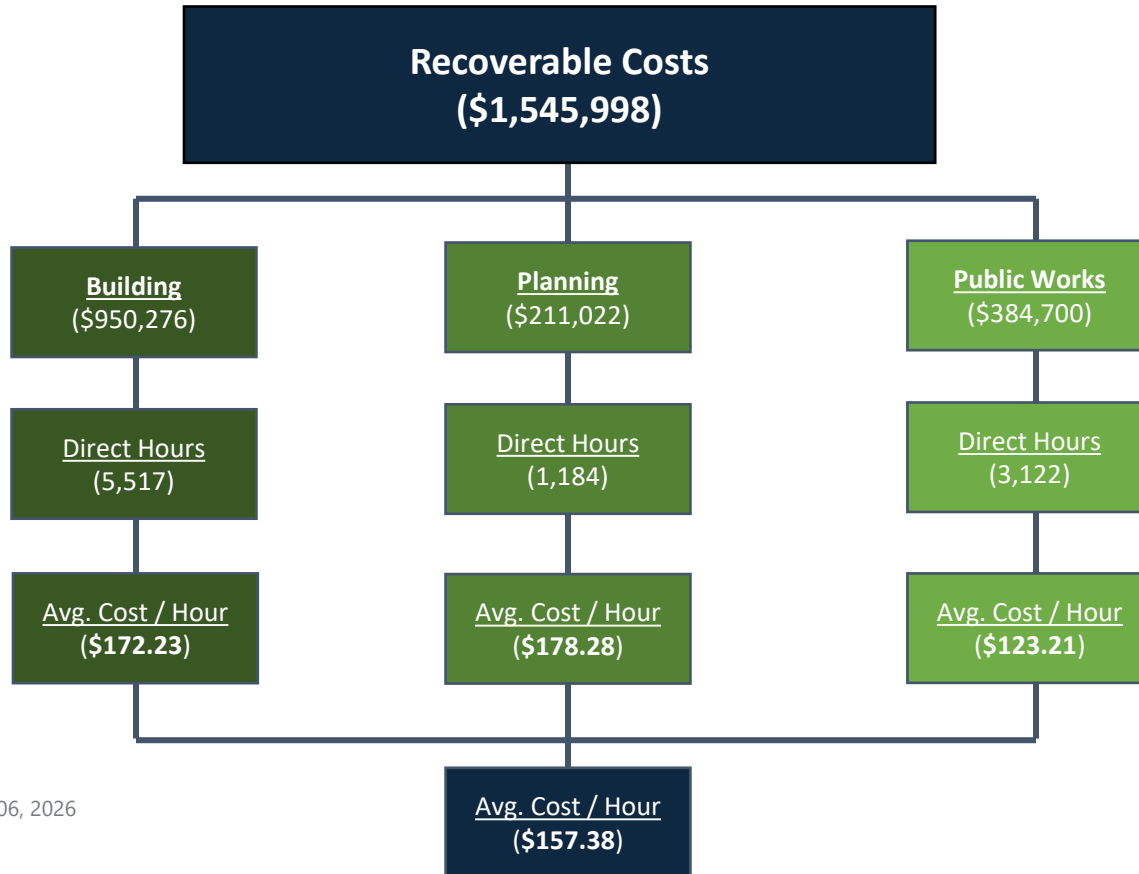 Recoverable Costs
($1,545,998)
Building
($950,276)
Planning
($211,022)
Public Works
($384,700)
Direct Hours
(5,517)
Direct Hours
(1,184)
Direct Hours
(3,122)
Avg. Cost / Hour
($172.23)
Avg. Cost / Hour
($178.28)
Avg. Cost / Hour
($123.21)
Avg. Cost / Hour
($157.38)
06, 2026